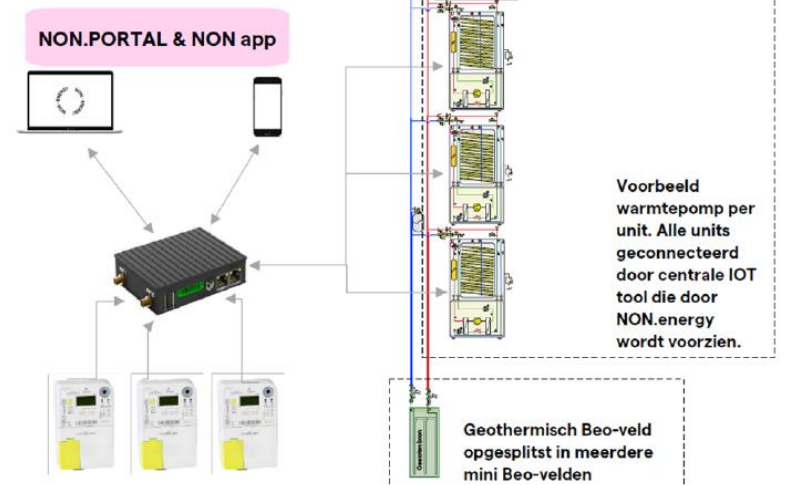 NON.PORTAL & NON app
Voorbeeld
warmtepomp per
unit. Alle units
geconnecteerd
door centrale IOT
tool die door
NON.energy
wordt voorzien.
Geothermisch Beo-veld
opgesplitst in meerdere
mini Beo-velden